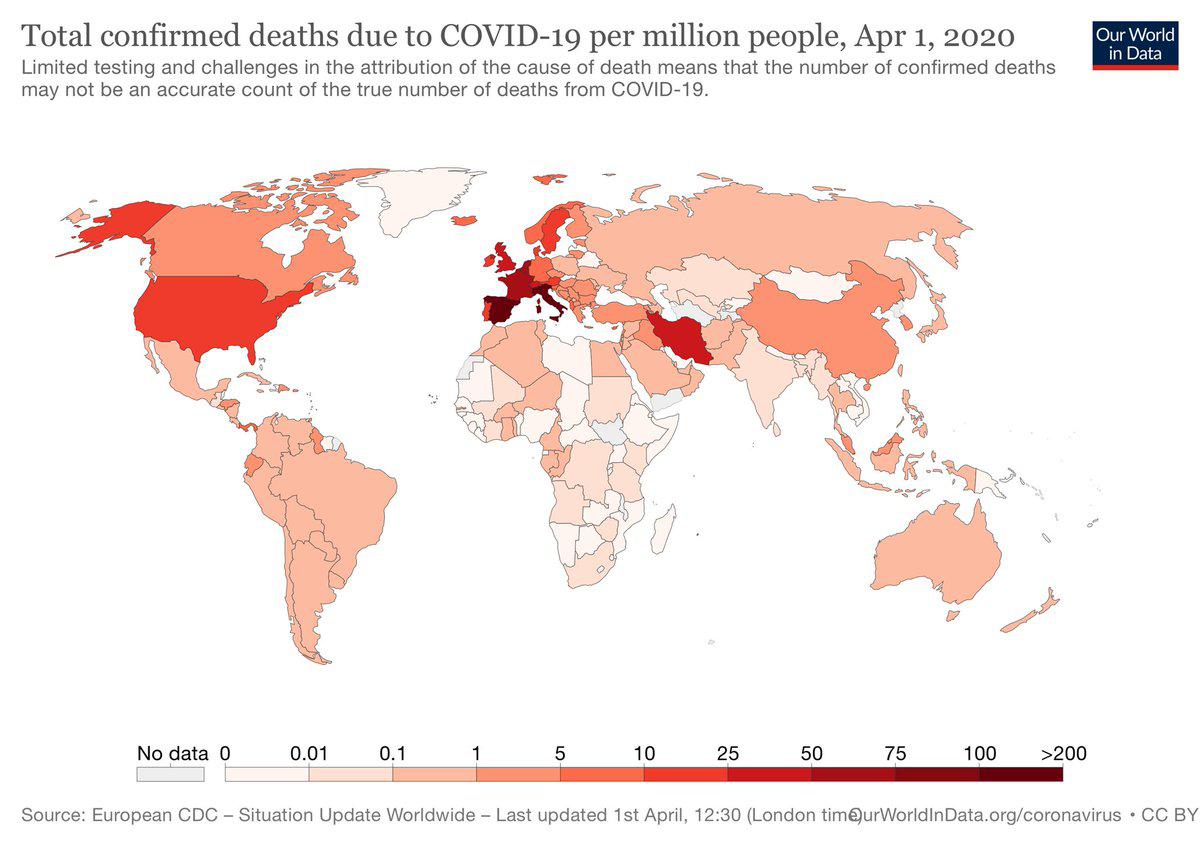 Total confirmed deaths due to COVID-19 per million people, Apr 1, 2020
Our World
in Data
Limited testing and challenges in the attribution of the cause of death means that the number of confirmed deaths
may not be an accurate count of the true number of deaths from COVID-19.
No data 0 0.01 0.1 1 5 10 25 50 75 100 >200
Source: European CDC – Situation Update Worldwide – Last updated 1st April, 12:30 (London time) OurWorldInData.org/coronavirus • CC BY